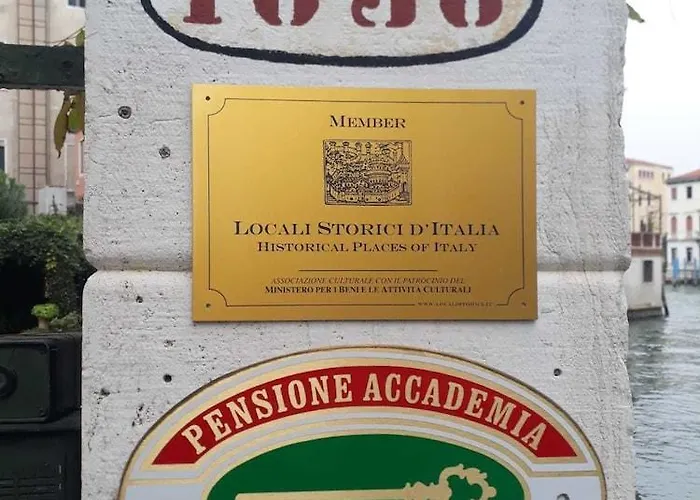 MEMBER
LOCALI STORICI D'ITALIA
HISTORICAL PLACES OF ITALY
ASSOCIAZIONE CULTURALE CON IL PATROCINIO DEL
MINISTERO PER I BENI E LE ATTIVITÀ CULTURALI
PENSIONE ACCADEMIA